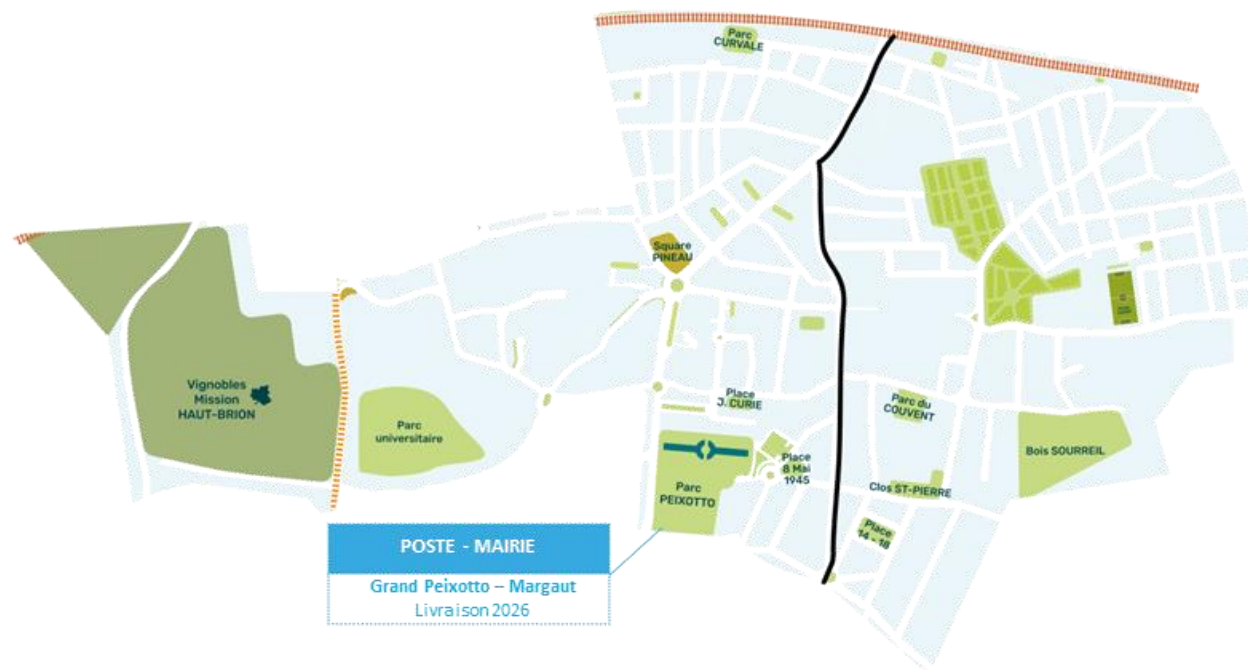 Parc
CURVALE
Square
PINEAU
Vignobles
Mission
HAUT-BRION
Parc
universitaire
Place
J. CURIE
Parc du
COUVENT
Bois SOURREIL
Place
8 Mai
1945
Clos ST-PIERRE
Parc
PEIXOTTO
Place
14 - 18
POSTE - MAIRIE
Grand Peixotto – Margaut
Livraison 2026